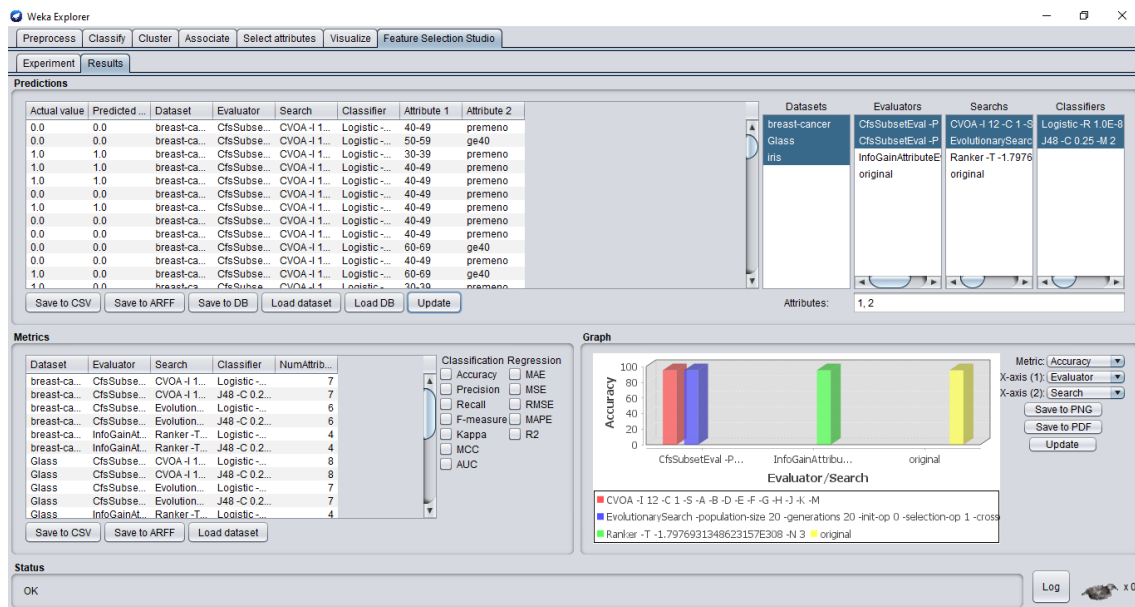 Weka Explorer
Preprocess Classify Cluster Associate Select attributes Visualize Feature Selection Studio
Experiment Results
Predictions
Actual value Predicted ... Dataset Evaluator Search Classifier Attribute 1 Attribute 2
0.0 0.0 breast-ca... CfsSubse... CVOA -I 1... Logistic -... 40-49 premeno
0.0 0.0 breast-ca... CfsSubse... CVOA -I 1... Logistic -... 50-59 ge40
1.0 1.0 breast-ca... CfsSubse... CVOA -I 1... Logistic -... 30-39 premeno
1.0 1.0 breast-ca... CfsSubse... CVOA -I 1... Logistic -... 40-49 premeno
1.0 1.0 breast-ca... CfsSubse... CVOA -I 1... Logistic -... 40-49 premeno
0.0 0.0 breast-ca... CfsSubse... CVOA -I 1... Logistic -... 40-49 premeno
1.0 1.0 breast-ca... CfsSubse... CVOA -I 1... Logistic -... 40-49 premeno
0.0 0.0 breast-ca... CfsSubse... CVOA -I 1... Logistic -... 40-49 premeno
0.0 0.0 breast-ca... CfsSubse... CVOA -I 1... Logistic -... 40-49 premeno
0.0 0.0 breast-ca... CfsSubse... CVOA -I 1... Logistic -... 60-69 ge40
0.0 0.0 breast-ca... CfsSubse... CVOA -I 1... Logistic -... 40-49 premeno
1.0 0.0 breast-ca... CfsSubse... CVOA -I 1... Logistic -... 60-69 ge40
1.0 0.0 breast-ca... CfsSubse... CVOA -I 1... Logistic -... 30-39 premeno
Datasets Evaluators Searchs Classifiers
breast-cancer CfsSubsetEval -P CVOA -I 12 -C 1 -S Logistic -R 1.0E-8
Glass CfsSubsetEval -P EvolutionarySearc J48 -C 0.25 -M 2
iris InfoGainAttributeE Ranker -T -1.7976
original original
Save to CSV Save to ARFF Save to DB Load dataset Load DB Update
Attributes: 1, 2
Metrics
Dataset Evaluator Search Classifier NumAttrib...
breast-ca... CfsSubse... CVOA -I 1... Logistic -... 7
breast-ca... CfsSubse... CVOA -I 1... J48 -C 0.2... 7
breast-ca... CfsSubse... Evolution... Logistic -... 6
breast-ca... CfsSubse... Evolution... J48 -C 0.2... 6
breast-ca... InfoGainAt... Ranker -T... Logistic -... 4
breast-ca... InfoGainAt... Ranker -T... J48 -C 0.2... 4
Glass CfsSubse... CVOA -I 1... Logistic -... 8
Glass CfsSubse... CVOA -I 1... J48 -C 0.2... 8
Glass CfsSubse... Evolution... Logistic -... 7
Glass CfsSubse... Evolution... J48 -C 0.2... 7
Glass InfoGainAt... Ranker -T... Logistic -... 4
Classification Regression
Accuracy MAE
Precision MSE
Recall RMSE
F-measure MAPE
Kappa R2
MCC
AUC
Save to CSV Save to ARFF Load dataset
Graph
Accuracy
100
80
60
40
20
0
CfsSubsetEval -P... InfoGainAttribu... original
Evaluator/Search
CVOA -I 12 -C 1 -S -A -B -D -E -F -G -H -J -K -M
EvolutionarySearch -population-size 20 -generations 20 -init-op 0 -selection-op 1 -cross
Ranker -T -1.7976931348623157E308 -N 3 original
Metric: Accuracy
X-axis (1): Evaluator
X-axis (2): Search
Save to PNG
Save to PDF
Update
Status
OK
Log
x 0